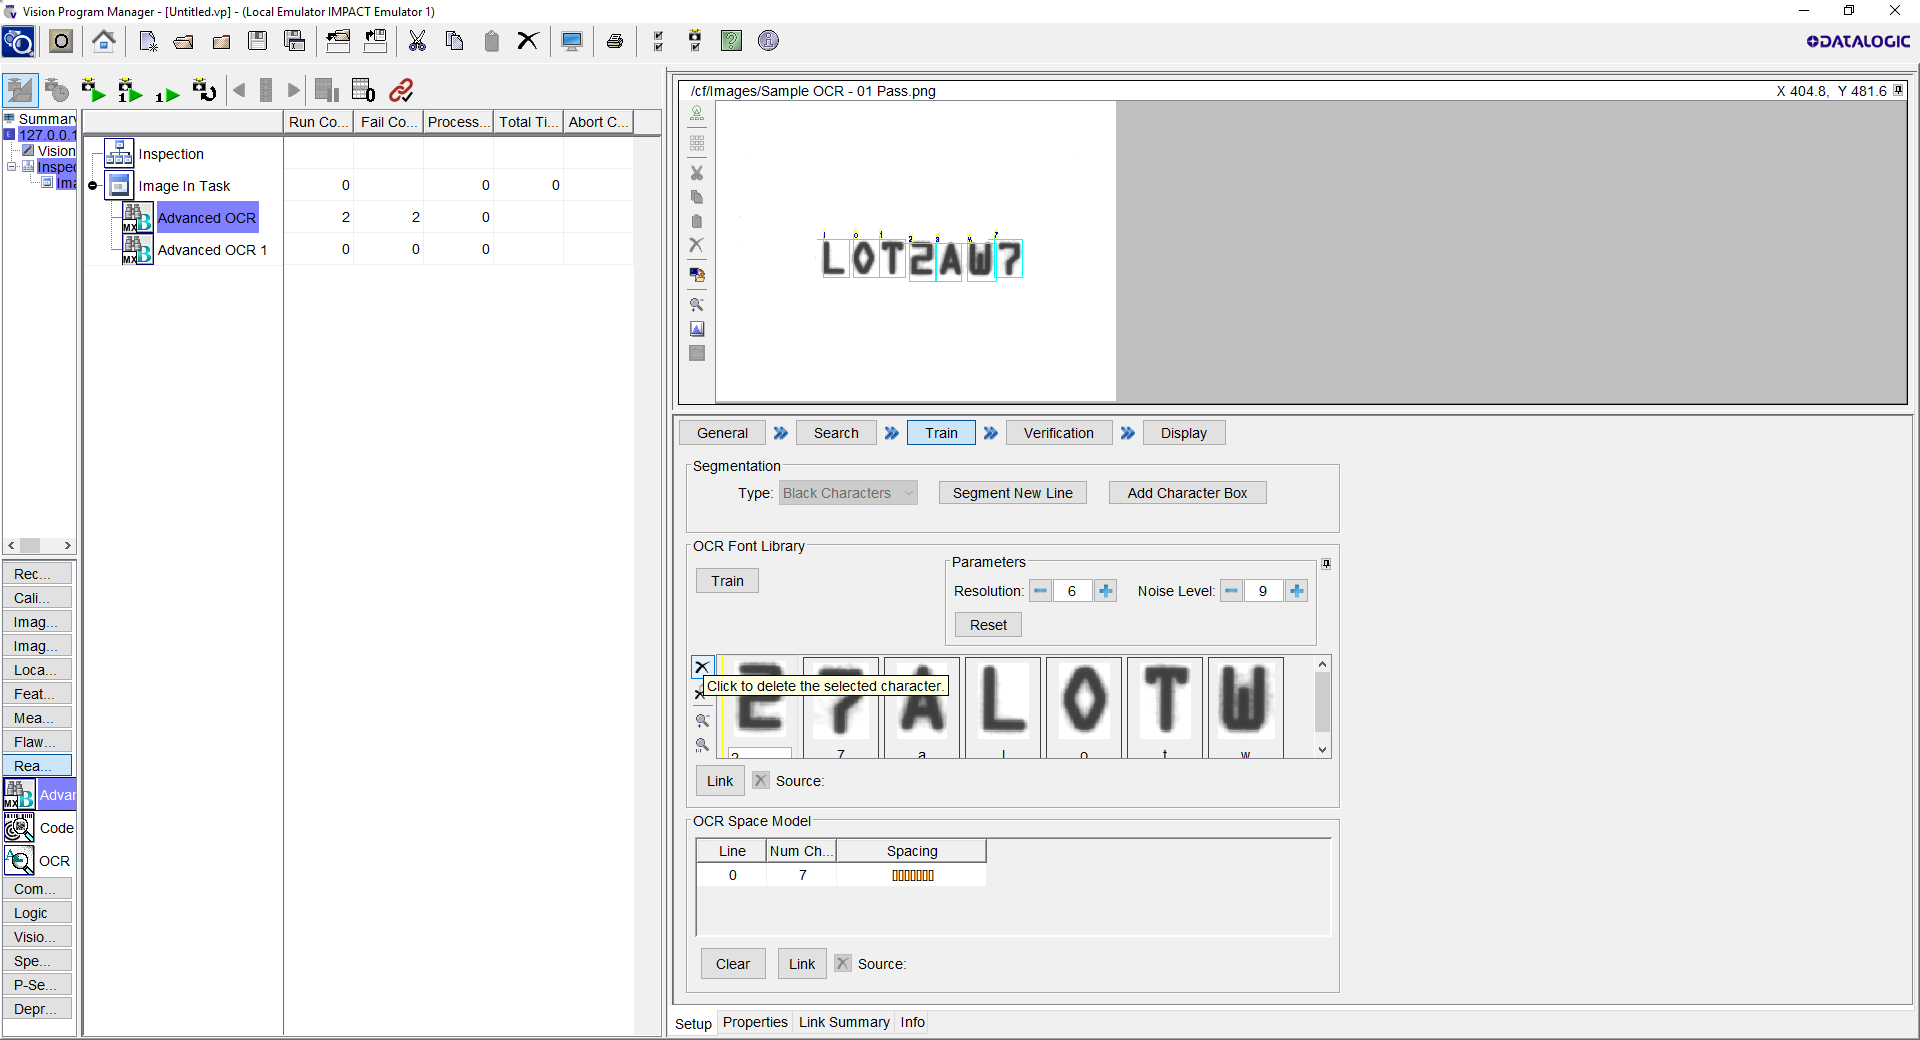 Vision Program Manager - [Untitled.vp] - (Local Emulator IMPACT Emulator 1)
DATALOGIC
Summary
127.0.0.1
Vision
Inspec
Ima
Run Co... Fail Co... Process... Total Ti... Abort C...
Inspection
Image In Task 0 0 0
Advanced OCR 2 2 0
Advanced OCR 1 0 0 0
Rec...
Cali...
Imag...
Imag...
Loca...
Feat...
Mea...
Flaw...
Rea...
Advan
Code
OCR
Com...
Logic
Visio...
Spe...
P-Se...
Depr...
/cf/Images/Sample OCR - 01 Pass.png X 404.8, Y 481.6
l o t 2 a w 7
LOT2AW7
General Search Train Verification Display
Segmentation
Type: Black Characters Segment New Line Add Character Box
OCR Font Library
Train
Parameters
Resolution: 6 Noise Level: 9
Reset
2 7 A L O T W
Click to delete the selected character.
2 7 a l o t w
Link Source:
OCR Space Model
Line Num Ch... Spacing
0 7 ▯▯▯▯▯▯▯
Clear Link Source:
Setup Properties Link Summary Info